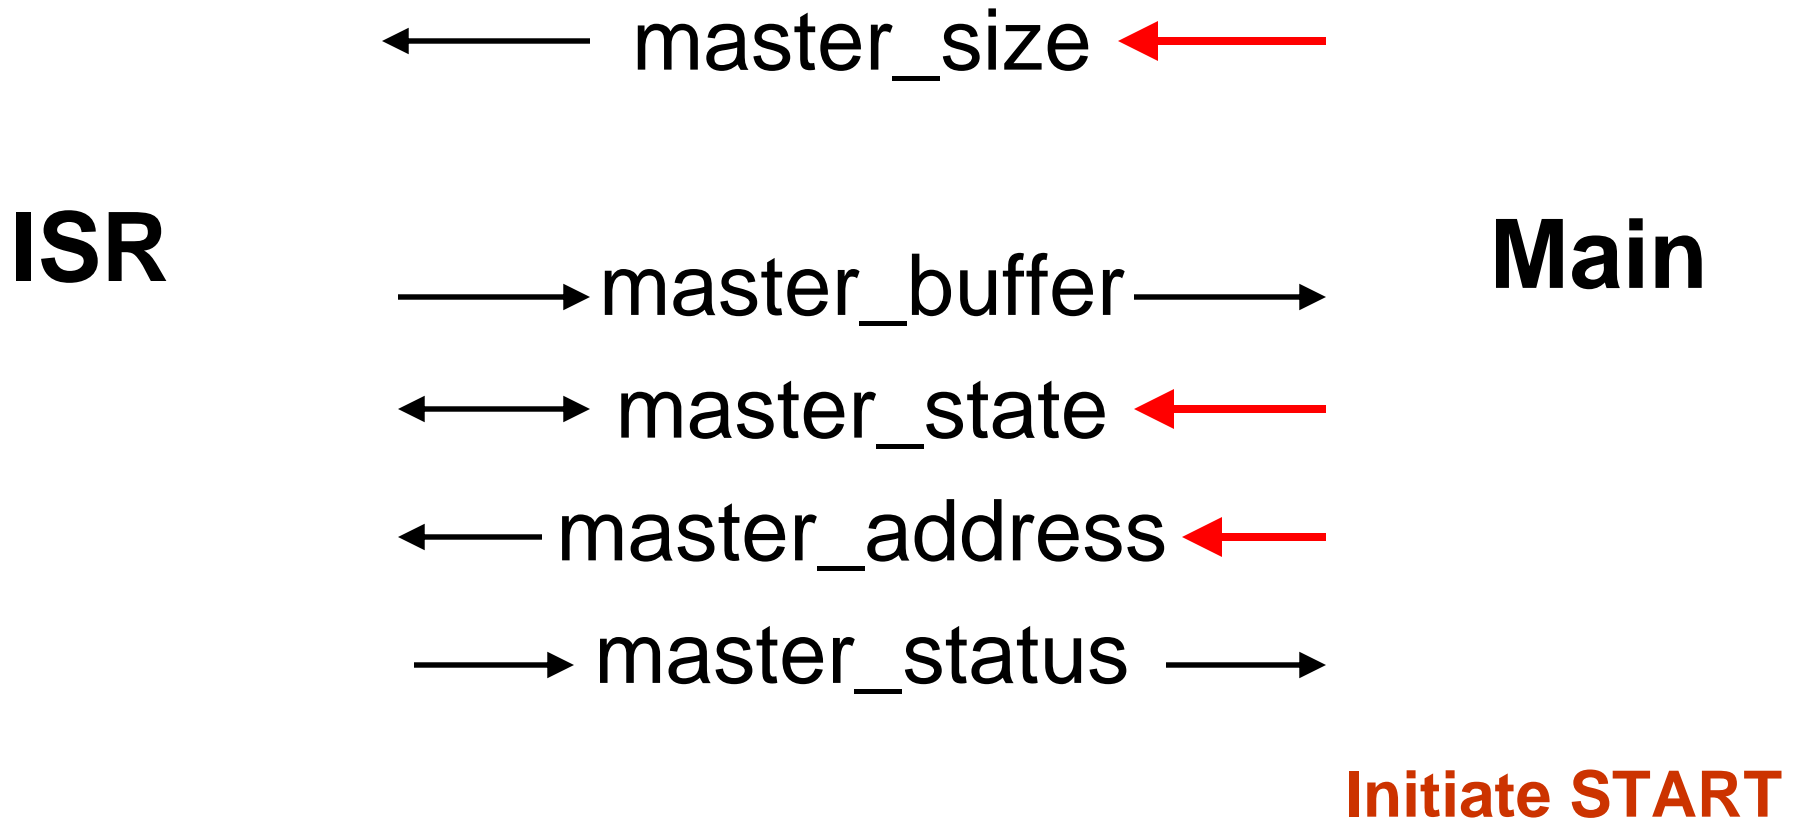 master_size
ISR
Main
master_buffer
master_state
master_address
master_status
Initiate START